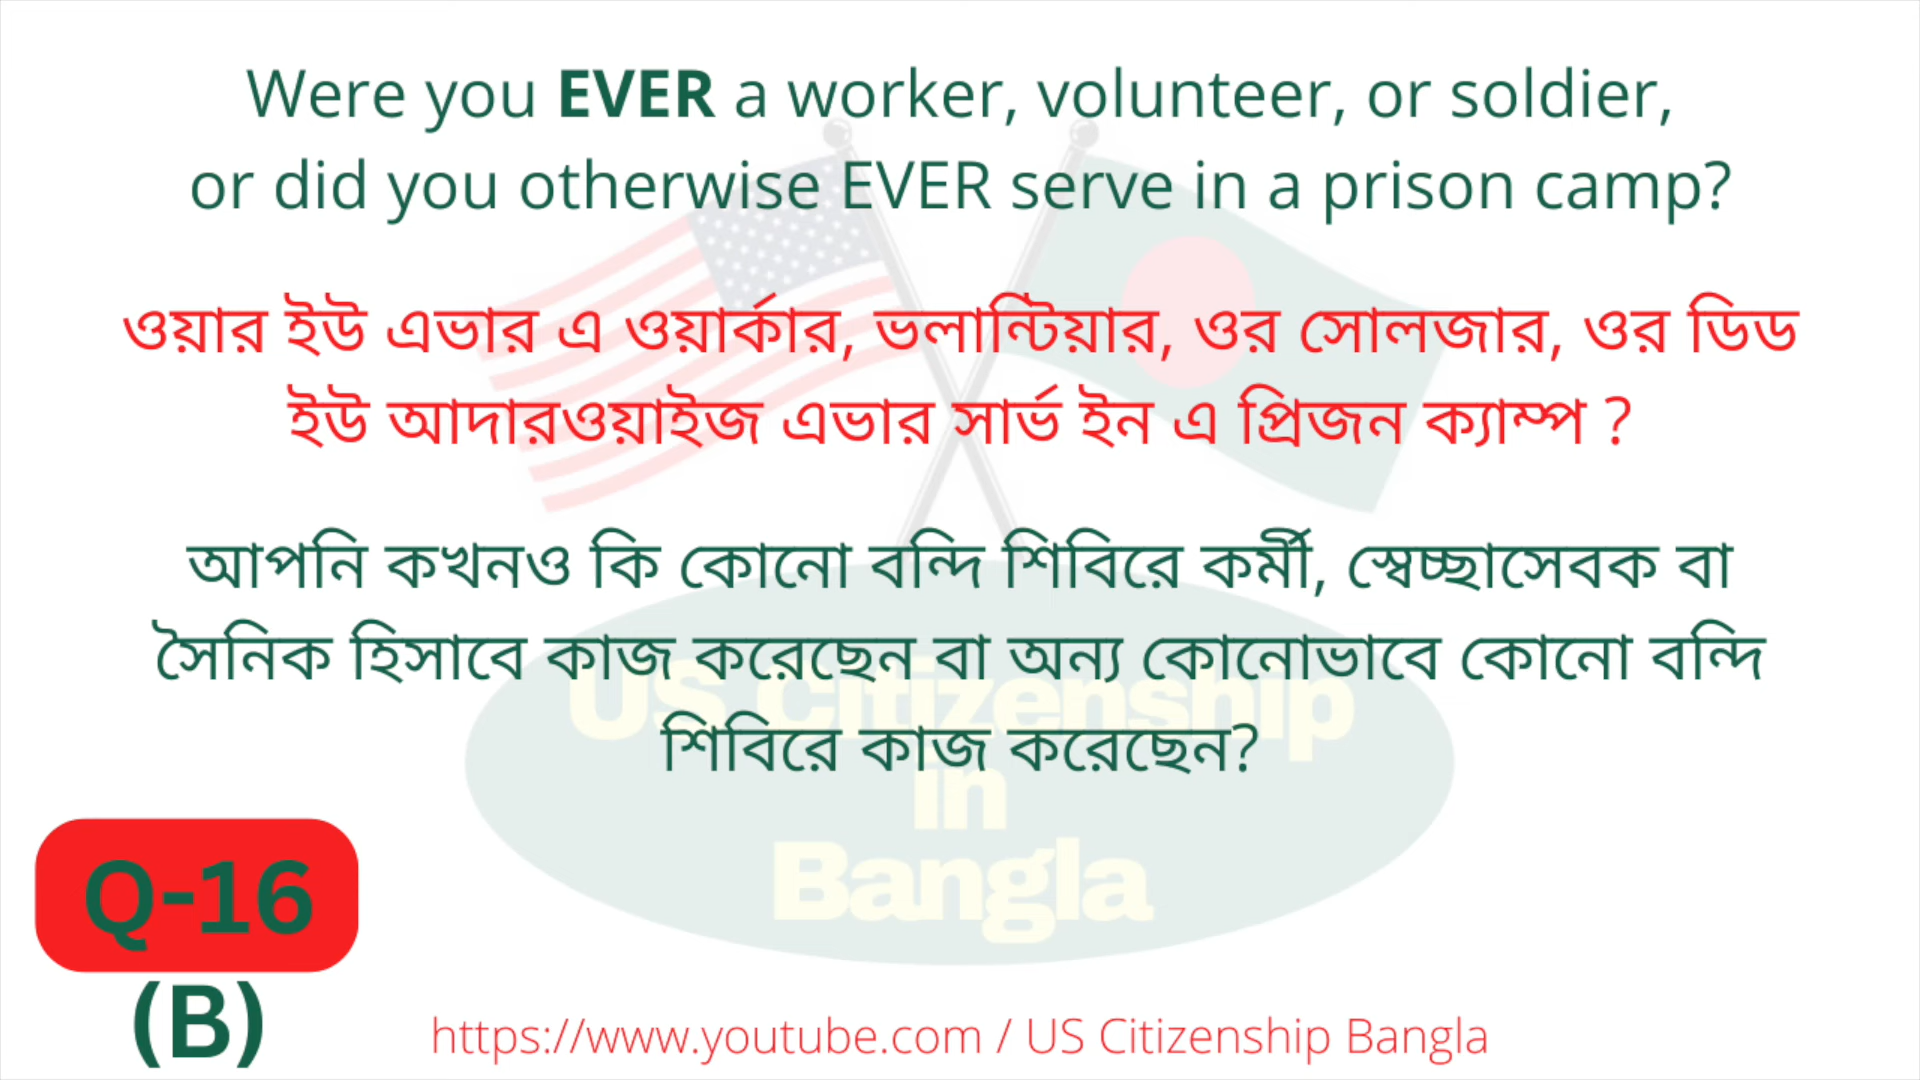 Were you EVER a worker, volunteer, or soldier,
or did you otherwise EVER serve in a prison camp?
ওয়ার ইউ এভার এ ওয়ার্কার, ভলান্টিয়ার, ওর সোলজার, ওর ডিড
ইউ আদারওয়াইজ এভার সার্ভ ইন এ প্রিজন ক্যাম্প ?
আপনি কখনও কি কোনো বন্দি শিবিরে কর্মী, স্বেচ্ছাসেবক বা
সৈনিক হিসাবে কাজ করেছেন বা অন্য কোনোভাবে কোনো বন্দি
শিবিরে কাজ করেছেন?
US Citizenship
in
Bangla
Q-16
(B)
https://www.youtube.com / US Citizenship Bangla